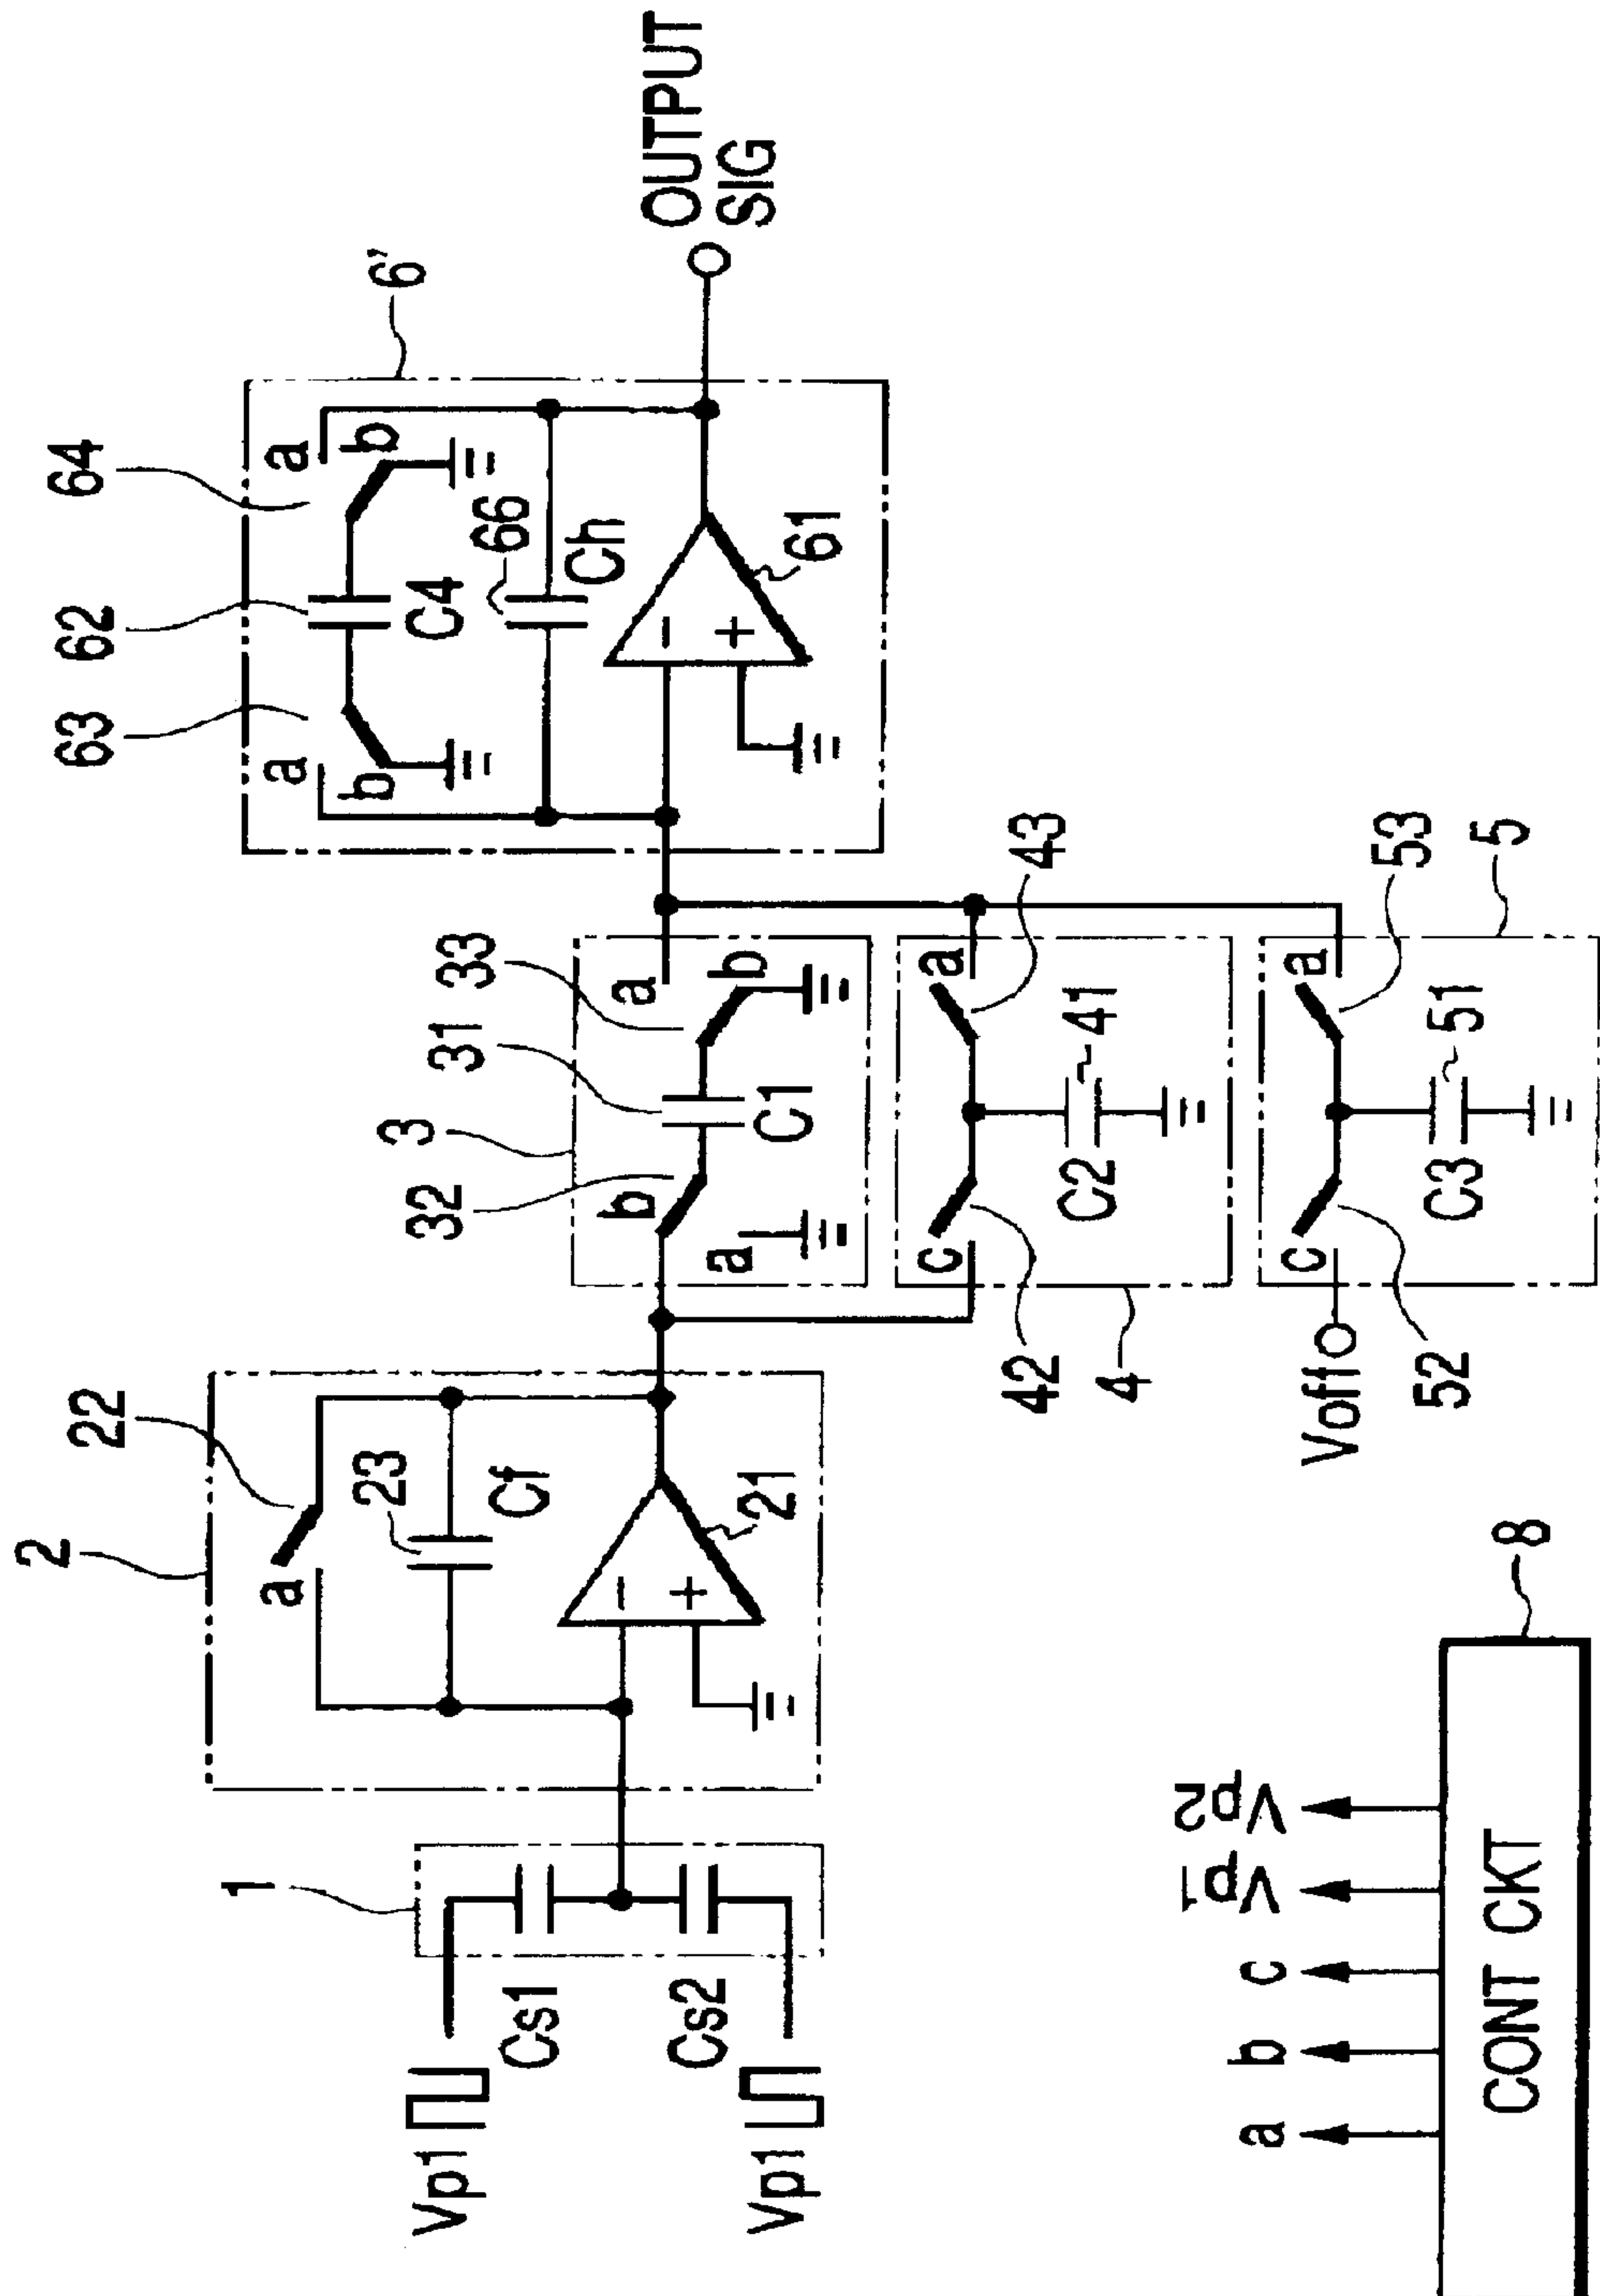 2
22
a
23
Cf
21
−
+
1
Vp1
Cs1
Cs2
Vp1
3
32
31
33
b
a
C1
a
b
42
4
c
a
43
C2
41
Voff
52
c
a
53
5
C3
51
63
62
64
6'
a
b
C4
a
b
66
Ch
61
−
+
OUTPUT
SIG
a
b
c
Vp1
Vp2
CONT CKT
8